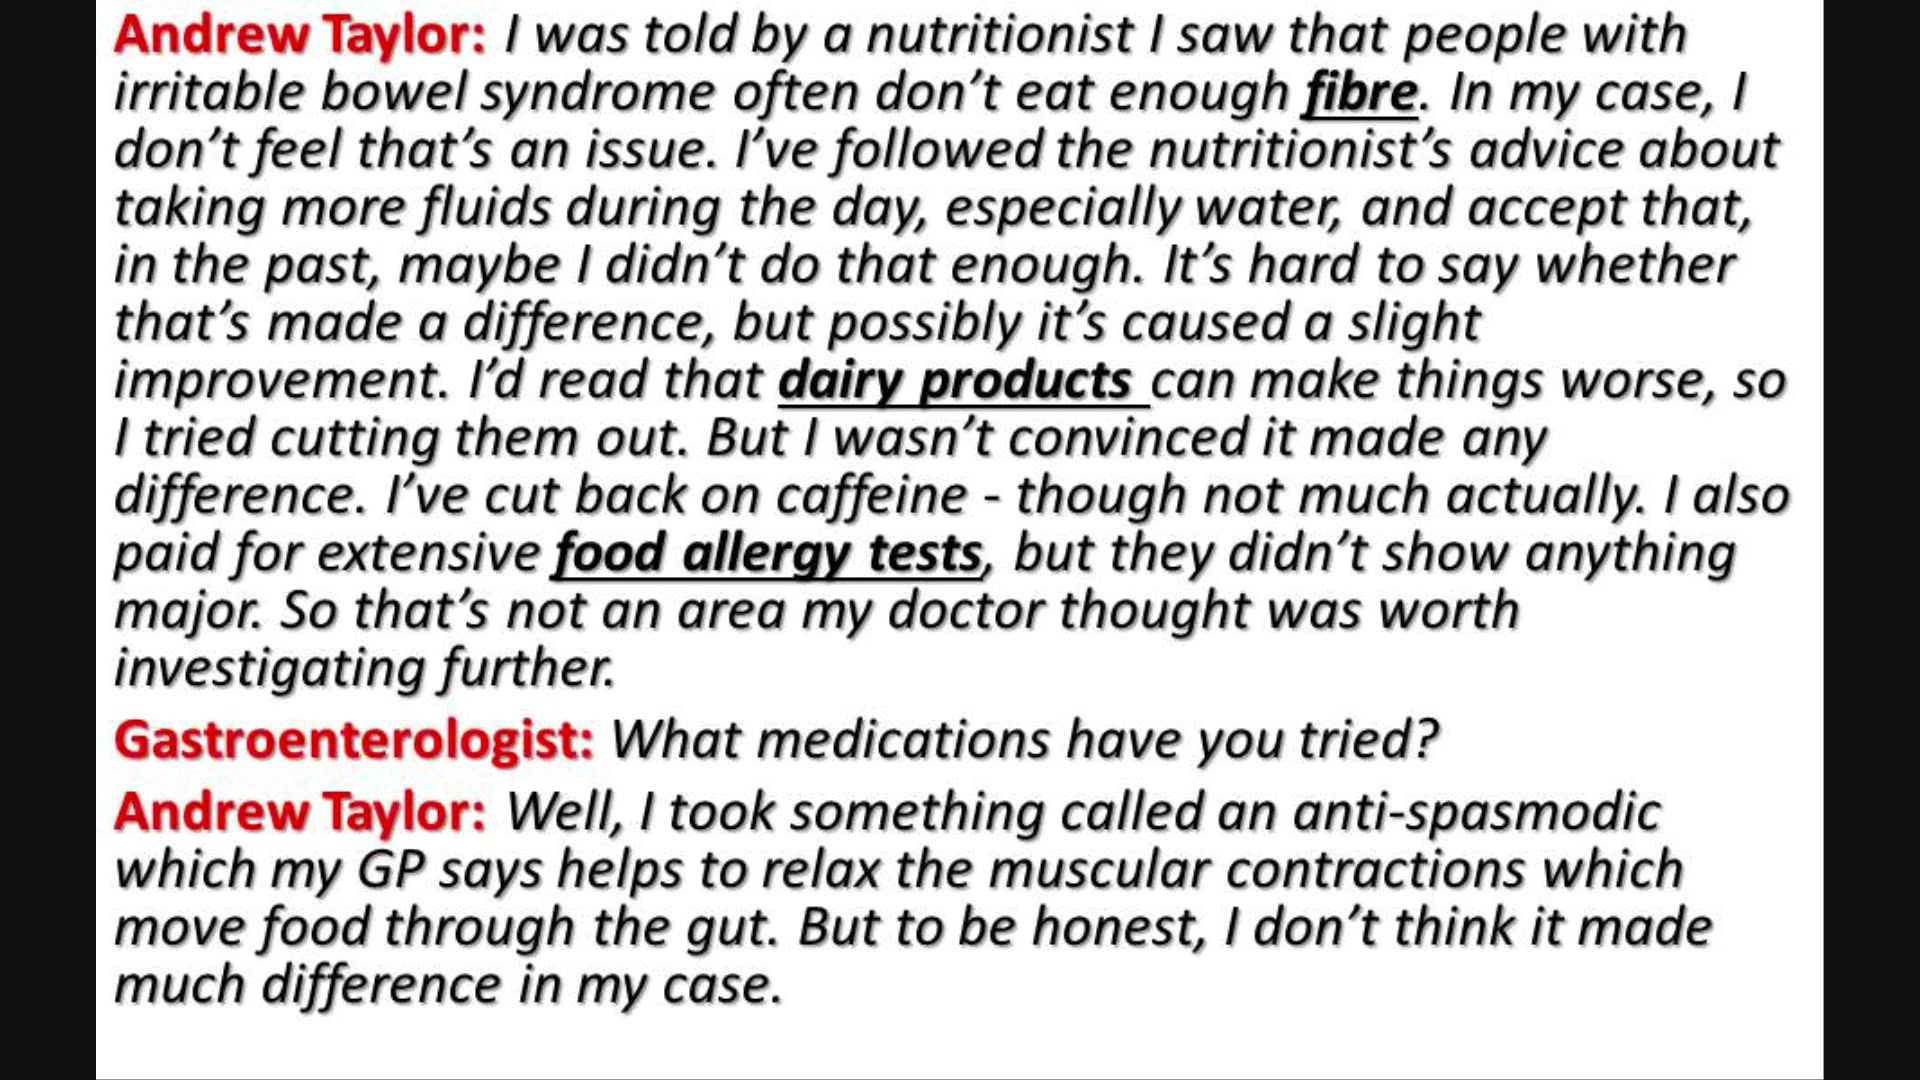 Andrew Taylor: I was told by a nutritionist I saw that people with
irritable bowel syndrome often don’t eat enough fibre. In my case, I
don’t feel that’s an issue. I’ve followed the nutritionist’s advice about
taking more fluids during the day, especially water, and accept that,
in the past, maybe I didn’t do that enough. It’s hard to say whether
that’s made a difference, but possibly it’s caused a slight
improvement. I’d read that dairy products can make things worse, so
I tried cutting them out. But I wasn’t convinced it made any
difference. I’ve cut back on caffeine - though not much actually. I also
paid for extensive food allergy tests, but they didn’t show anything
major. So that’s not an area my doctor thought was worth
investigating further.
Gastroenterologist: What medications have you tried?
Andrew Taylor: Well, I took something called an anti-spasmodic
which my GP says helps to relax the muscular contractions which
move food through the gut. But to be honest, I don’t think it made
much difference in my case.